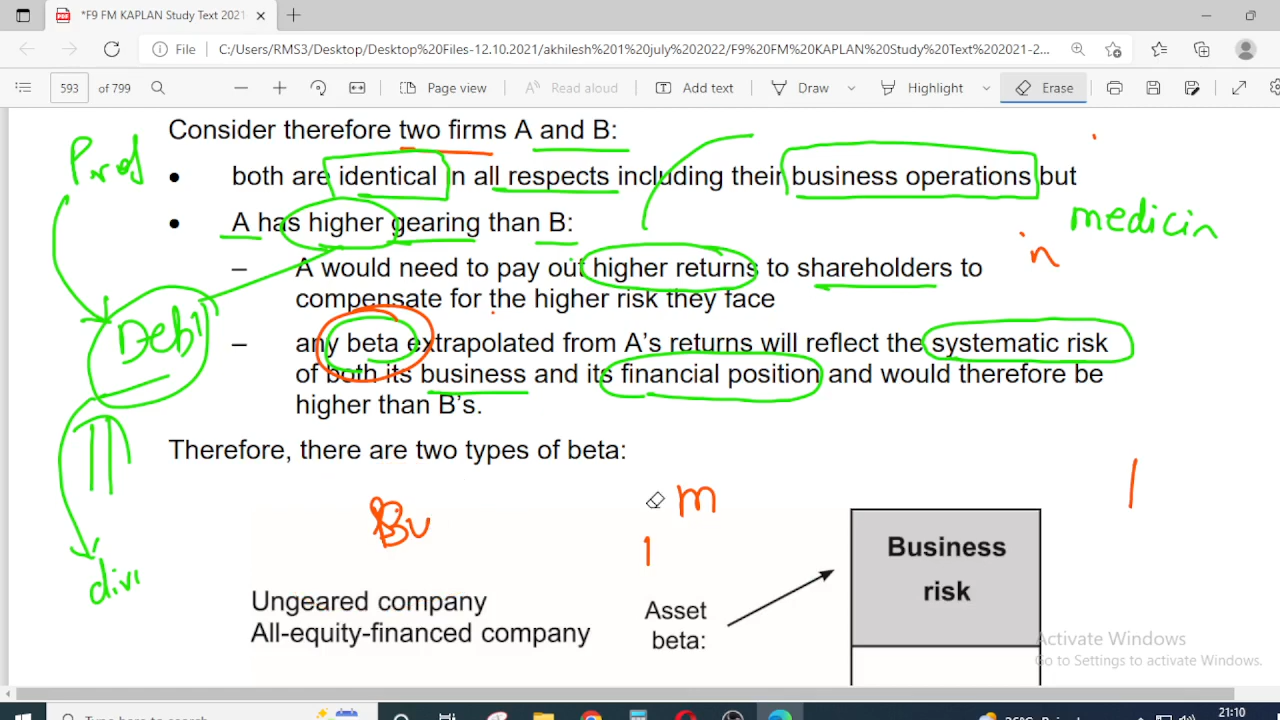 *F9 FM KAPLAN Study Text 2021
File
C:/Users/RMS3/Desktop/Desktop%20Files-12.10.2021/akhilesh%201%20july%202022/F9%20FM%20KAPLAN%20Study%20Text%202021-2...
593 of 799
Page view
Read aloud
Add text
Draw
Highlight
Erase
Consider therefore two firms A and B:
• both are identical in all respects including their business operations but
• A has higher gearing than B:
medicin
– A would need to pay out higher returns to shareholders to
compensate for the higher risk they face
n
– any beta extrapolated from A's returns will reflect the systematic risk
of both its business and its financial position and would therefore be
higher than B's.
Therefore, there are two types of beta:
m
Business
risk
Ungeared company
All-equity-financed company
Asset
beta:
Activate Windows
Go to Settings to activate Windows.
Type here to search
21:10